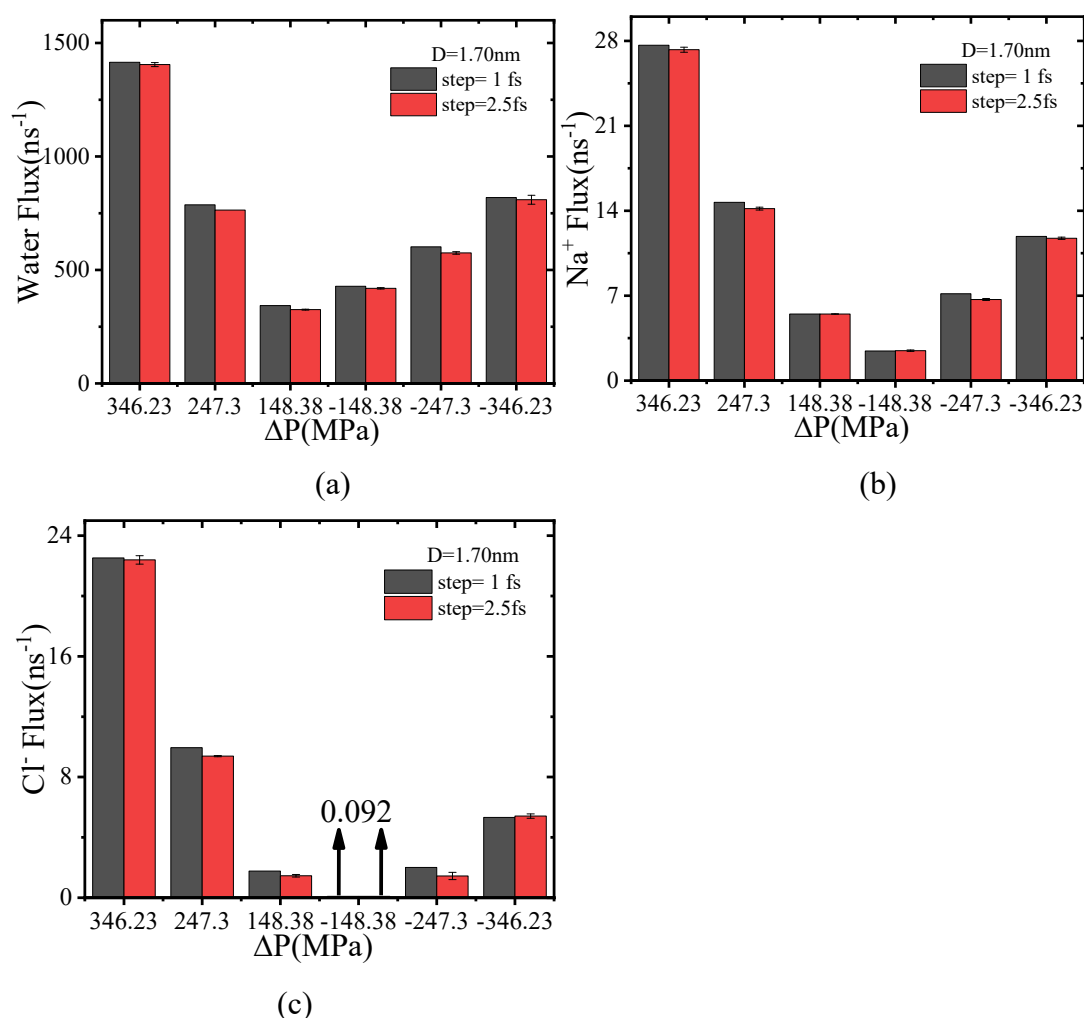 1500
1000
500
0
Water Flux(ns⁻¹)
D=1.70nm
step= 1 fs
step=2.5fs
346.23 247.3 148.38 -148.38 -247.3 -346.23
ΔP(MPa)
(a)
28
21
14
7
0
Na⁺ Flux(ns⁻¹)
D=1.70nm
step= 1 fs
step=2.5fs
346.23 247.3 148.38 -148.38 -247.3 -346.23
ΔP(MPa)
(b)
24
16
8
0
Cl⁻ Flux(ns⁻¹)
D=1.70nm
step= 1 fs
step=2.5fs
0.092
346.23 247.3 148.38 -148.38 -247.3 -346.23
ΔP(MPa)
(c)